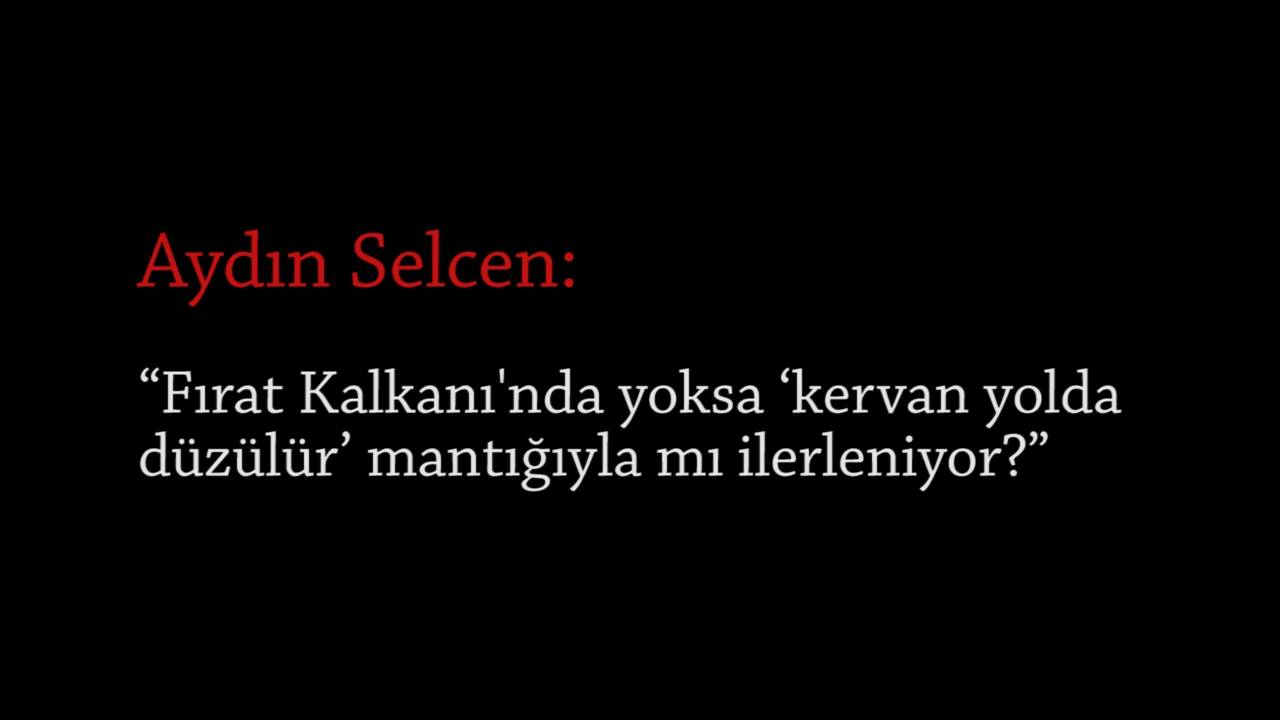 Aydın Selcen:
“Fırat Kalkanı'nda yoksa ‘kervan yolda
düzülür’ mantığıyla mı ilerleniyor?”